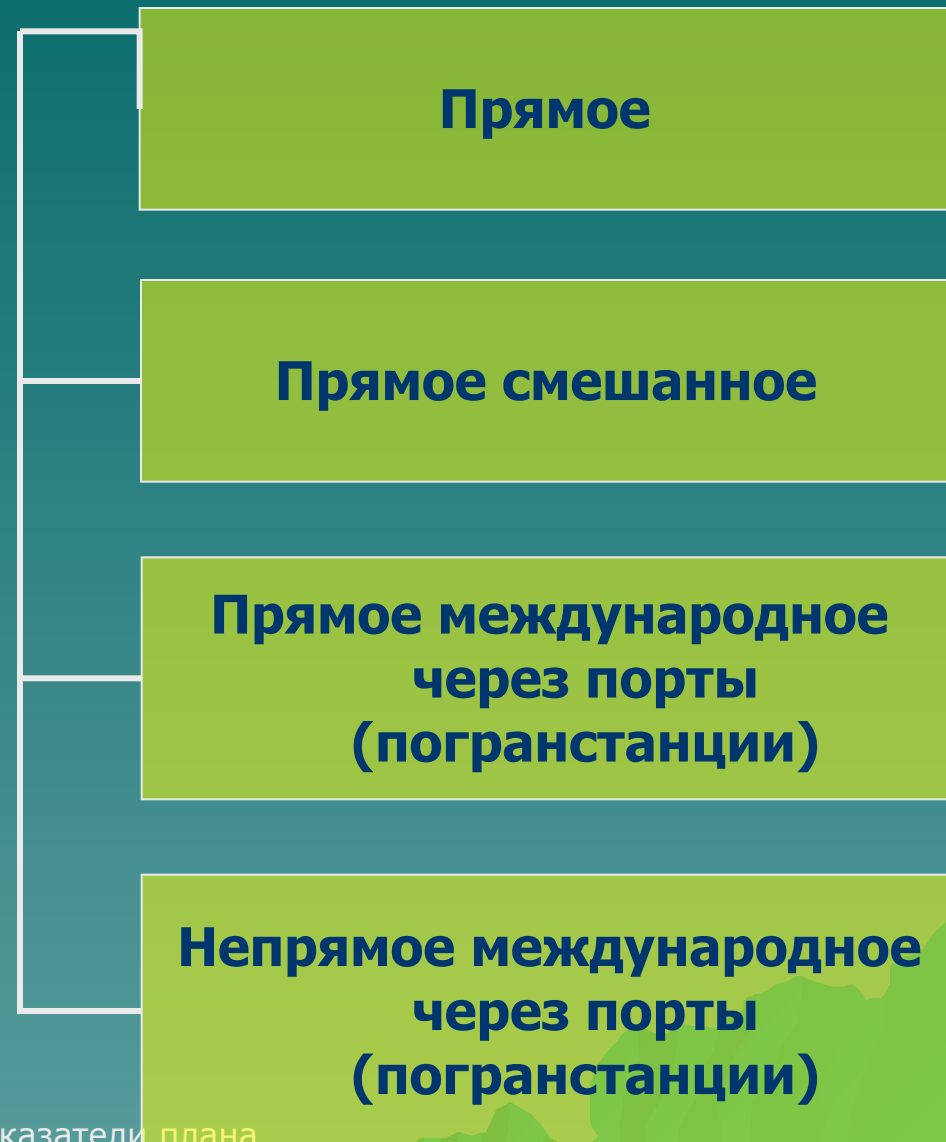 Прямое
Прямое смешанное
Прямое международное
через порты
(погранстанции)
Непрямое международное
через порты
(погранстанции)
казатели плана